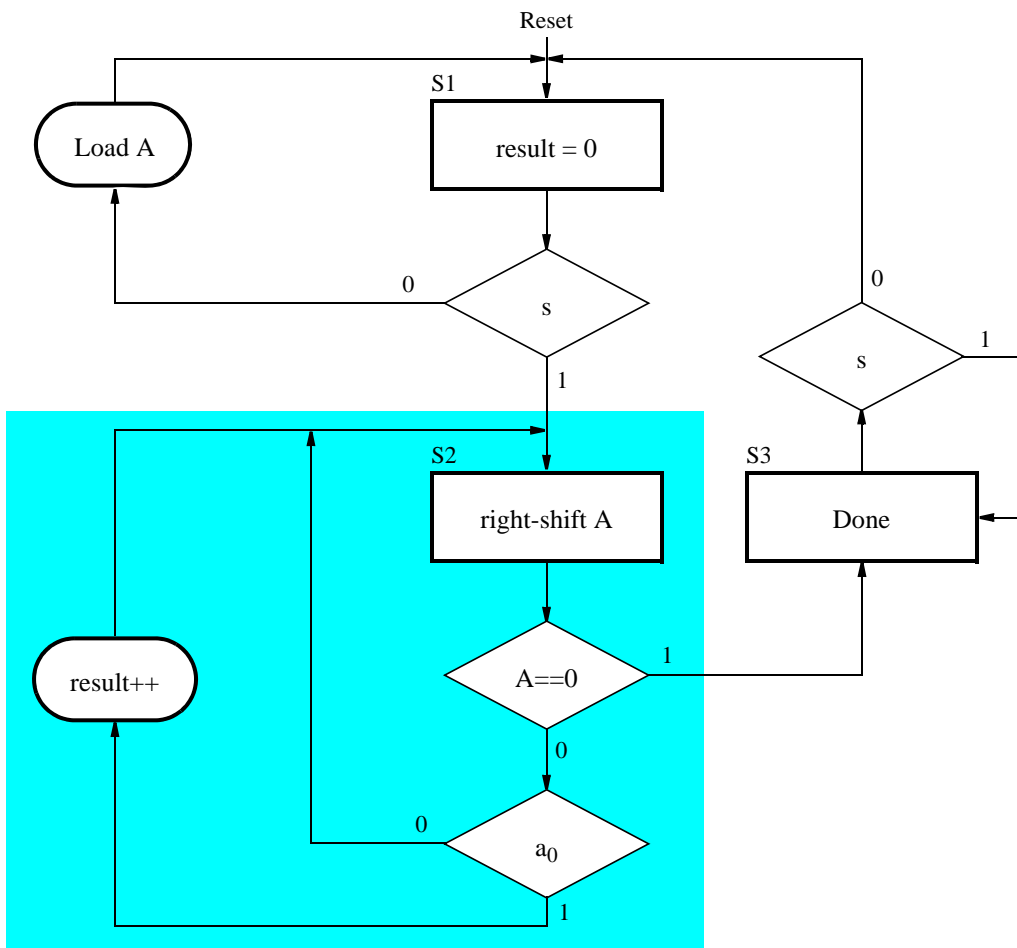 Reset
S1
Load A
result = 0
0
0
s
1
s
1
S2
S3
right-shift A
Done
1
A==0
result++
0
0
a₀
1